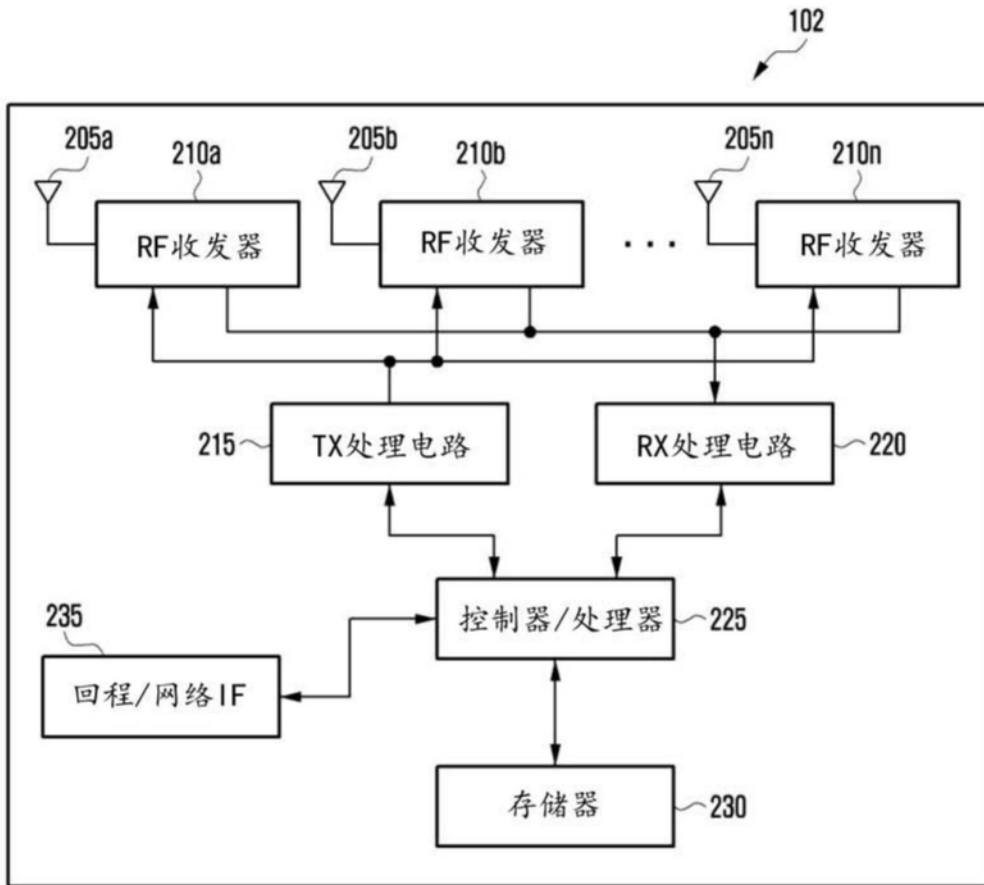 102
205a
210a
205b
210b
205n
210n
RF收发器
RF收发器
...
RF收发器
215
TX处理电路
RX处理电路
220
235
控制器/处理器
225
回程/网络IF
存储器
230